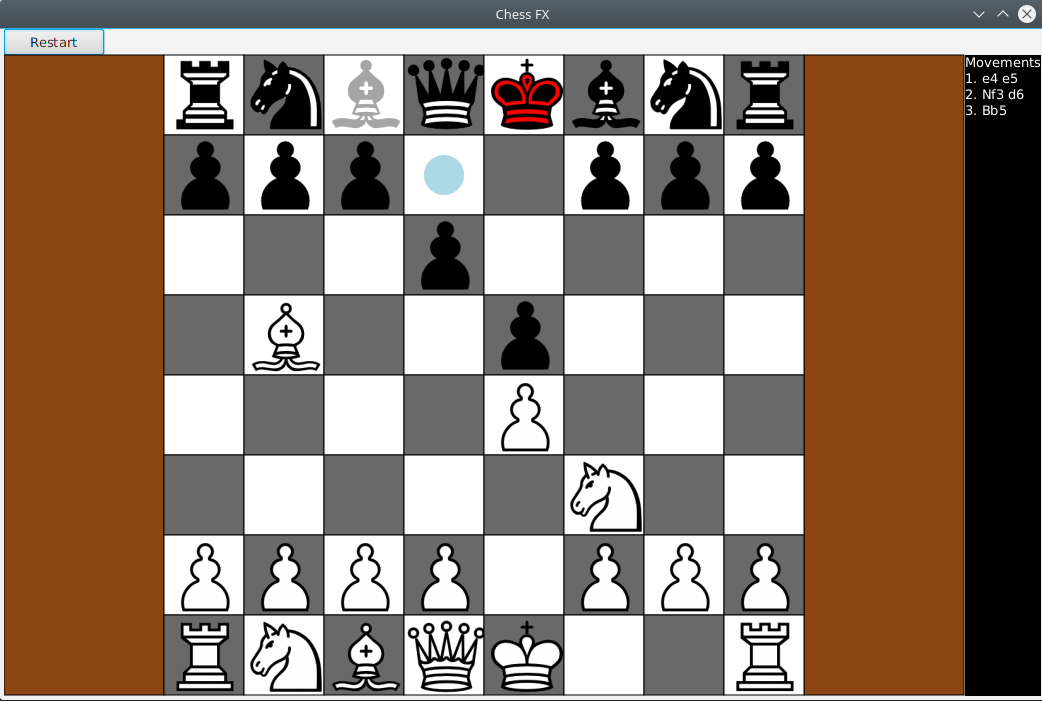 Chess FX
Restart
Movements
1. e4 e5
2. Nf3 d6
3. Bb5